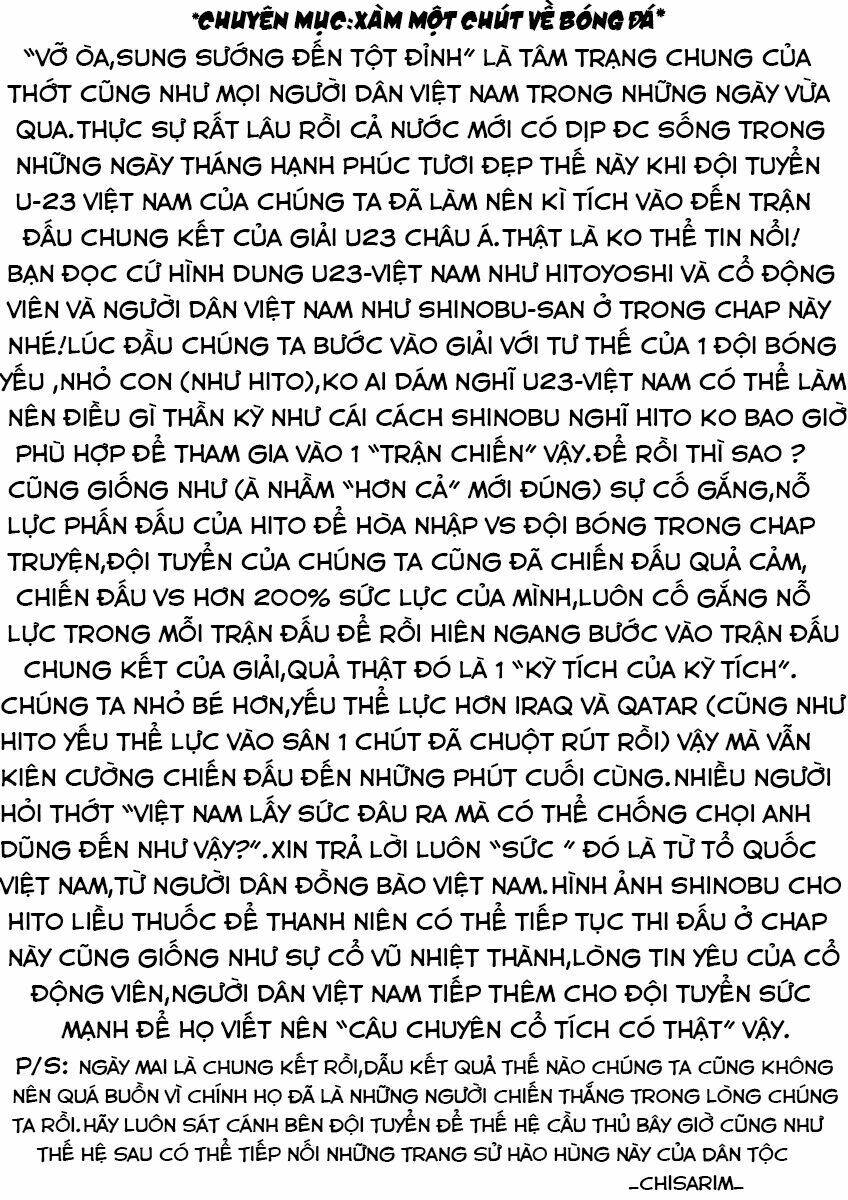 *CHUYÊN MỤC:XÀM MỘT CHÚT VỀ BÓNG ĐÁ*
"VỠ ÒA,SUNG SƯỚNG ĐẾN TỘT ĐỈNH" LÀ TÂM TRẠNG CHUNG CỦA
THỚT CŨNG NHƯ MỌI NGƯỜI DÂN VIỆT NAM TRONG NHỮNG NGÀY VỪA
QUA.THỰC SỰ RẤT LÂU RỒI CẢ NƯỚC MỚI CÓ DỊP ĐC SỐNG TRONG
NHỮNG NGÀY THÁNG HẠNH PHÚC TƯƠI ĐẸP THẾ NÀY KHI ĐỘI TUYỂN
U-23 VIỆT NAM CỦA CHÚNG TA ĐÃ LÀM NÊN KÌ TÍCH VÀO ĐẾN TRẬN
ĐẤU CHUNG KẾT CỦA GIẢI U23 CHÂU Á.THẬT LÀ KO THỂ TIN NỔI!
BẠN ĐỌC CỨ HÌNH DUNG U23-VIỆT NAM NHƯ HITOYOSHI VÀ CỔ ĐỘNG
VIÊN VÀ NGƯỜI DÂN VIỆT NAM NHƯ SHINOBU-SAN Ở TRONG CHAP NÀY
NHÉ!LÚC ĐẦU CHÚNG TA BƯỚC VÀO GIẢI VỚI TƯ THẾ CỦA 1 ĐỘI BÓNG
YẾU ,NHỎ CON (NHƯ HITO),KO AI DÁM NGHĨ U23-VIỆT NAM CÓ THỂ LÀM
NÊN ĐIỀU GÌ THẦN KỲ NHƯ CÁI CÁCH SHINOBU NGHĨ HITO KO BAO GIỜ
PHÙ HỢP ĐỂ THAM GIA VÀO 1 "TRẬN CHIẾN" VẬY.ĐỂ RỒI THÌ SAO ?
CŨNG GIỐNG NHƯ (À NHẦM "HƠN CẢ" MỚI ĐÚNG) SỰ CỐ GẮNG,NỖ
LỰC PHẤN ĐẤU CỦA HITO ĐỂ HÒA NHẬP VS ĐỘI BÓNG TRONG CHAP
TRUYỆN,ĐỘI TUYỂN CỦA CHÚNG TA CŨNG ĐÃ CHIẾN ĐẤU QUẢ CẢM,
CHIẾN ĐẤU VS HƠN 200% SỨC LỰC CỦA MÌNH,LUÔN CỐ GẮNG NỖ
LỰC TRONG MỖI TRẬN ĐẤU ĐỂ RỒI HIÊN NGANG BƯỚC VÀO TRẬN ĐẤU
CHUNG KẾT CỦA GIẢI,QUẢ THẬT ĐÓ LÀ 1 "KỲ TÍCH CỦA KỲ TÍCH".
CHÚNG TA NHỎ BÉ HƠN,YẾU THỂ LỰC HƠN IRAQ VÀ QATAR (CŨNG NHƯ
HITO YẾU THỂ LỰC VÀO SÂN 1 CHÚT ĐÃ CHUỘT RÚT RỒI) VẬY MÀ VẪN
KIÊN CƯỜNG CHIẾN ĐẤU ĐẾN NHỮNG PHÚT CUỐI CÙNG.NHIỀU NGƯỜI
HỎI THỚT "VIỆT NAM LẤY SỨC ĐÂU RA MÀ CÓ THỂ CHỐNG CHỌI ANH
DŨNG ĐẾN NHƯ VẬY?".XIN TRẢ LỜI LUÔN "SỨC " ĐÓ LÀ TỪ TỔ QUỐC
VIỆT NAM,TỪ NGƯỜI DÂN ĐỒNG BÀO VIỆT NAM.HÌNH ẢNH SHINOBU CHO
HITO LIỀU THUỐC ĐỂ THANH NIÊN CÓ THỂ TIẾP TỤC THI ĐẤU Ở CHAP
NÀY CŨNG GIỐNG NHƯ SỰ CỔ VŨ NHIỆT THÀNH,LÒNG TIN YÊU CỦA CỔ
ĐỘNG VIÊN,NGƯỜI DÂN VIỆT NAM TIẾP THÊM CHO ĐỘI TUYỂN SỨC
MẠNH ĐỂ HỌ VIẾT NÊN "CÂU CHUYÊN CỔ TÍCH CÓ THẬT" VẬY.
P/S: NGÀY MAI LÀ CHUNG KẾT RỒI,DẪU KẾT QUẢ THẾ NÀO CHÚNG TA CŨNG KHÔNG
NÊN QUÁ BUỒN VÌ CHÍNH HỌ ĐÃ LÀ NHỮNG NGƯỜI CHIẾN THẮNG TRONG LÒNG CHÚNG
TA RỒI.HÃY LUÔN SÁT CÁNH BÊN ĐỘI TUYỂN ĐỂ THẾ HỆ CẦU THỦ BÂY GIỜ CŨNG NHƯ
THẾ HỆ SAU CÓ THỂ TIẾP NỐI NHỮNG TRANG SỬ HÀO HÙNG NÀY CỦA DÂN TỘC
_CHISARIM_